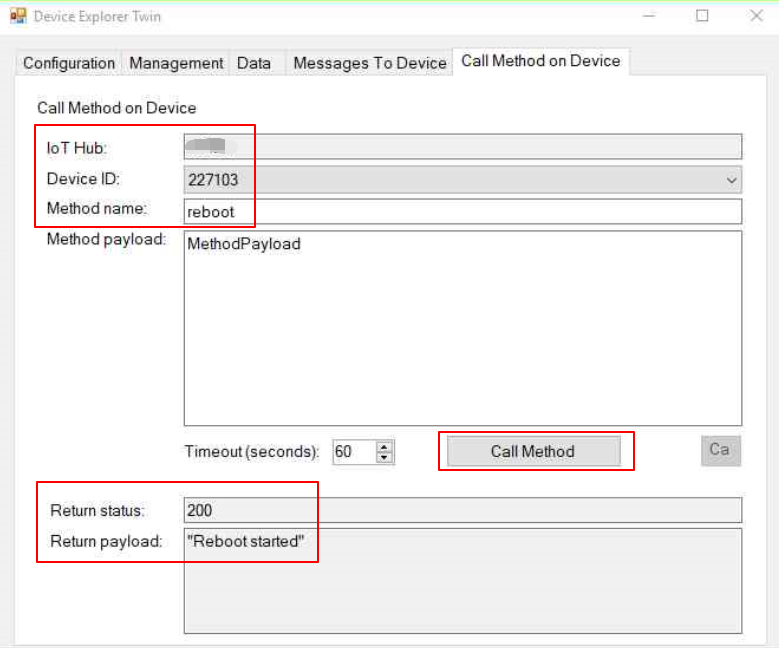 Device Explorer Twin
Configuration Management Data Messages To Device Call Method on Device
Call Method on Device
IoT Hub:
Device ID: 227103
Method name: reboot
Method payload: MethodPayload
Timeout (seconds): 60 Call Method Ca
Return status: 200
Return payload: "Reboot started"